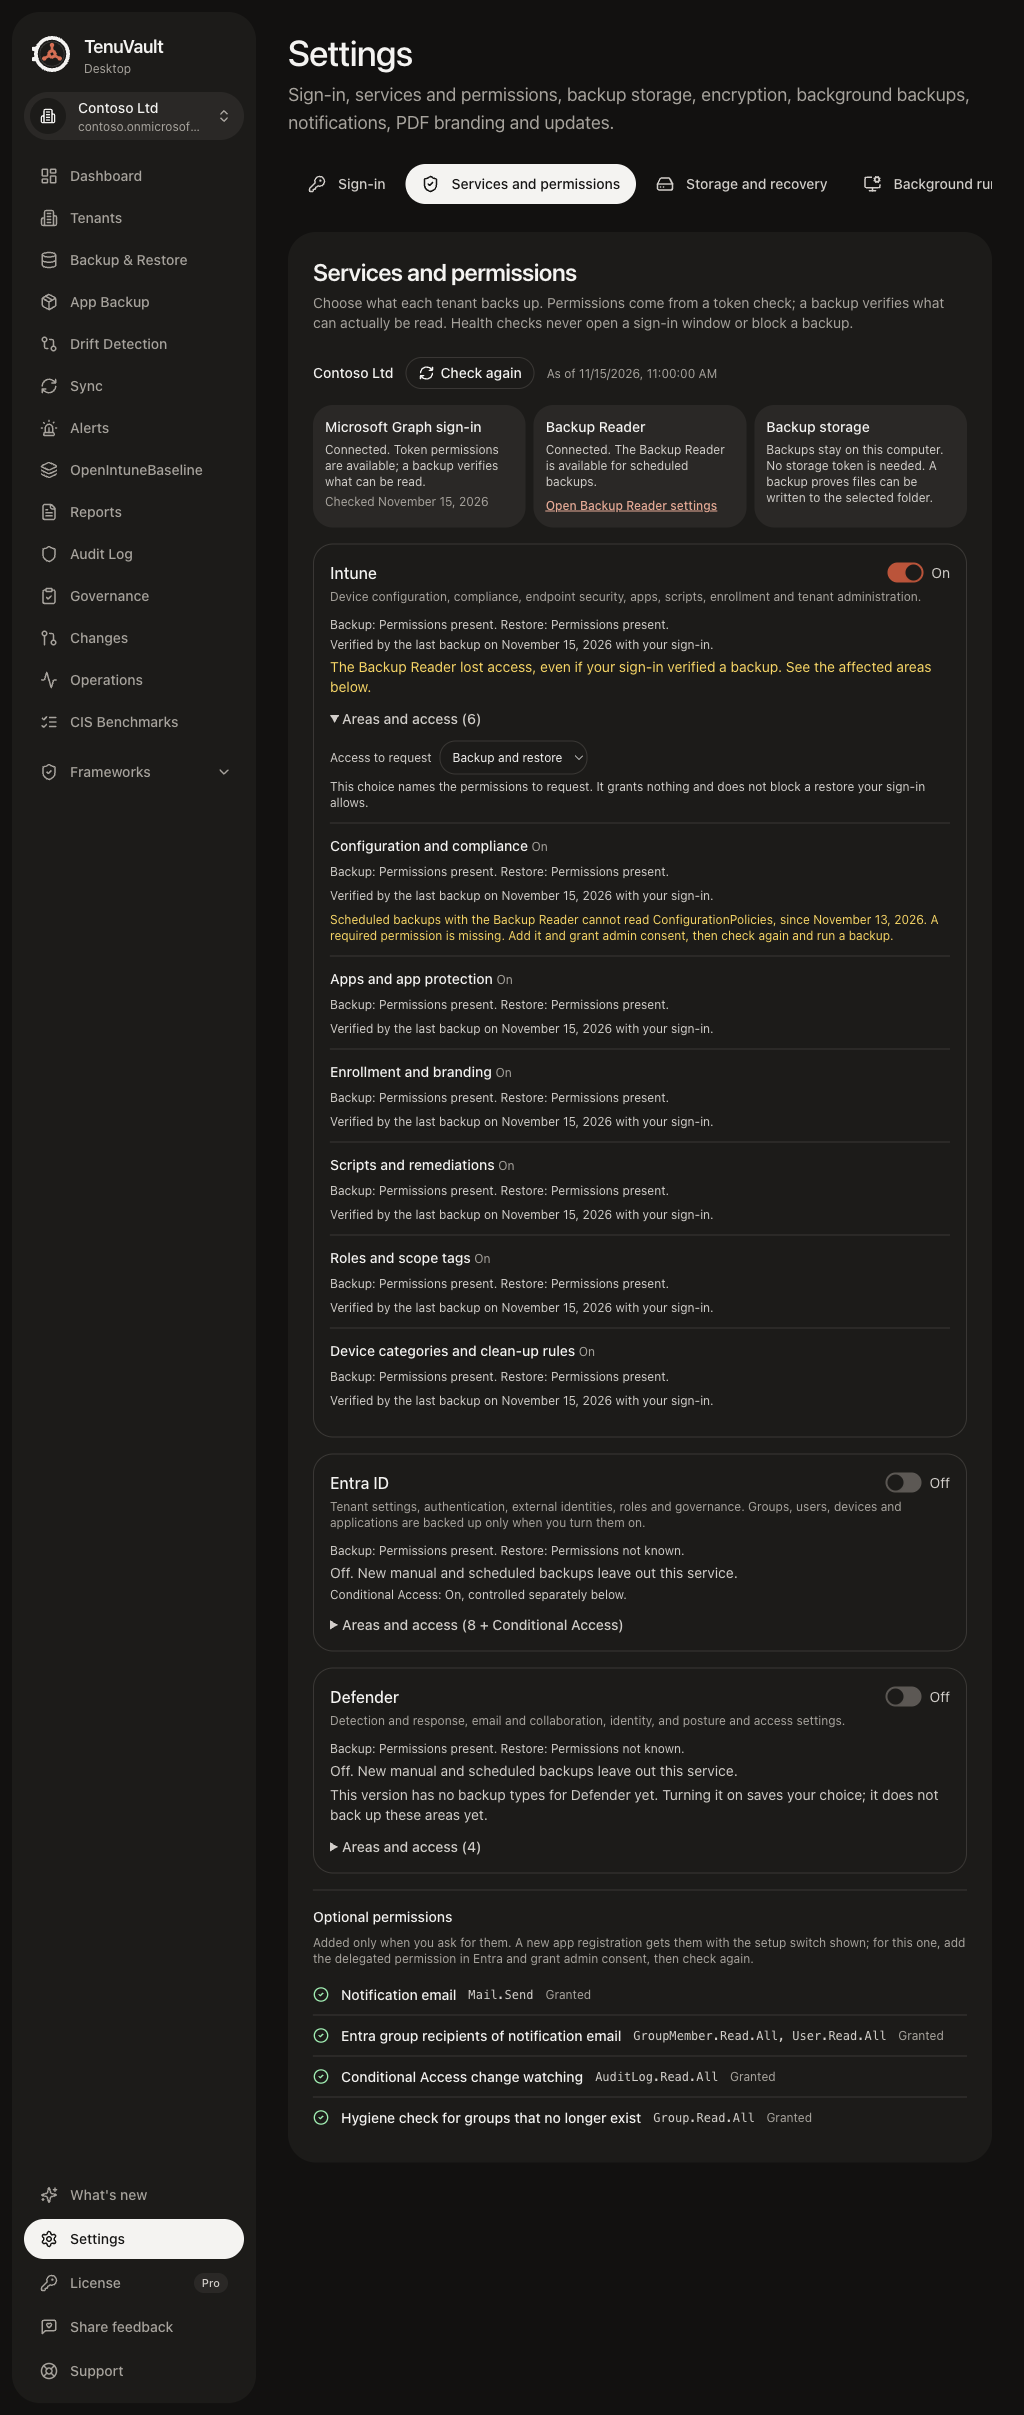 TenuVault
Desktop
Contoso Ltd
contoso.onmicrosof...
Dashboard
Tenants
Backup & Restore
App Backup
Drift Detection
Sync
Alerts
OpenIntuneBaseline
Reports
Audit Log
Governance
Changes
Operations
CIS Benchmarks
Frameworks
What's new
Settings
License Pro
Share feedback
Support
Settings
Sign-in, services and permissions, backup storage, encryption, background backups,
notifications, PDF branding and updates.
Sign-in Services and permissions Storage and recovery Background run
Services and permissions
Choose what each tenant backs up. Permissions come from a token check; a backup verifies what
can actually be read. Health checks never open a sign-in window or block a backup.
Contoso Ltd Check again As of 11/15/2026, 11:00:00 AM
Microsoft Graph sign-in
Connected. Token permissions
are available; a backup verifies
what can be read.
Checked November 15, 2026
Backup Reader
Connected. The Backup Reader
is available for scheduled
backups.
Open Backup Reader settings
Backup storage
Backups stay on this computer.
No storage token is needed. A
backup proves files can be
written to the selected folder.
Intune On
Device configuration, compliance, endpoint security, apps, scripts, enrollment and tenant administration.
Backup: Permissions present. Restore: Permissions present.
Verified by the last backup on November 15, 2026 with your sign-in.
The Backup Reader lost access, even if your sign-in verified a backup. See the affected areas
below.
Areas and access (6)
Access to request Backup and restore
This choice names the permissions to request. It grants nothing and does not block a restore your sign-in
allows.
Configuration and compliance On
Backup: Permissions present. Restore: Permissions present.
Verified by the last backup on November 15, 2026 with your sign-in.
Scheduled backups with the Backup Reader cannot read ConfigurationPolicies, since November 13, 2026. A
required permission is missing. Add it and grant admin consent, then check again and run a backup.
Apps and app protection On
Backup: Permissions present. Restore: Permissions present.
Verified by the last backup on November 15, 2026 with your sign-in.
Enrollment and branding On
Backup: Permissions present. Restore: Permissions present.
Verified by the last backup on November 15, 2026 with your sign-in.
Scripts and remediations On
Backup: Permissions present. Restore: Permissions present.
Verified by the last backup on November 15, 2026 with your sign-in.
Roles and scope tags On
Backup: Permissions present. Restore: Permissions present.
Verified by the last backup on November 15, 2026 with your sign-in.
Device categories and clean-up rules On
Backup: Permissions present. Restore: Permissions present.
Verified by the last backup on November 15, 2026 with your sign-in.
Entra ID Off
Tenant settings, authentication, external identities, roles and governance. Groups, users, devices and
applications are backed up only when you turn them on.
Backup: Permissions present. Restore: Permissions not known.
Off. New manual and scheduled backups leave out this service.
Conditional Access: On, controlled separately below.
Areas and access (8 + Conditional Access)
Defender Off
Detection and response, email and collaboration, identity, and posture and access settings.
Backup: Permissions present. Restore: Permissions not known.
Off. New manual and scheduled backups leave out this service.
This version has no backup types for Defender yet. Turning it on saves your choice; it does not
back up these areas yet.
Areas and access (4)
Optional permissions
Added only when you ask for them. A new app registration gets them with the setup switch shown; for this one, add
the delegated permission in Entra and grant admin consent, then check again.
Notification email Mail.Send Granted
Entra group recipients of notification email GroupMember.Read.All, User.Read.All Granted
Conditional Access change watching AuditLog.Read.All Granted
Hygiene check for groups that no longer exist Group.Read.All Granted